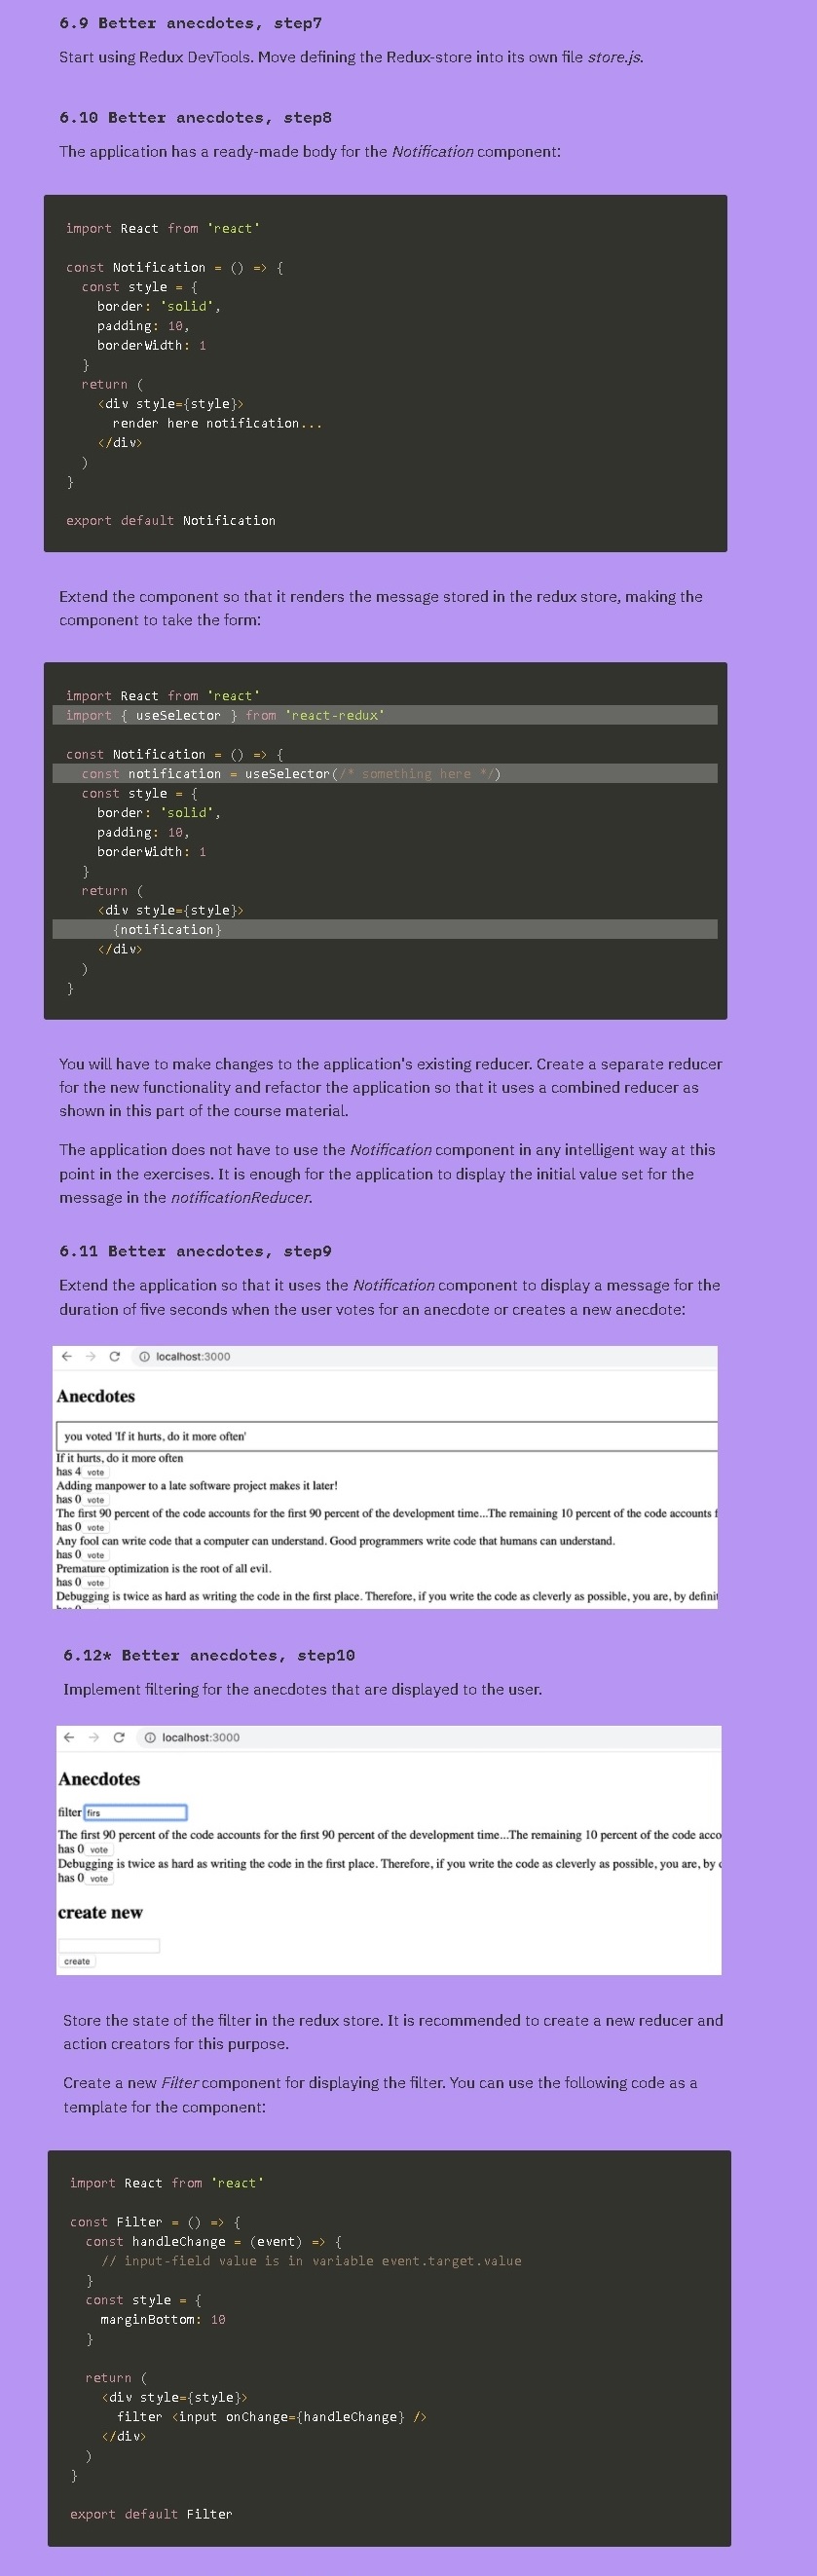 6.9 Better anecdotes, step7
Start using Redux DevTools. Move defining the Redux-store into its own file store.js.
6.10 Better anecdotes, step8
The application has a ready-made body for the Notification component:
import React from 'react'
const Notification = () => {
const style = {
border: 'solid',
padding: 10,
borderWidth: 1
}
return (
<div style={style}>
render here notification...
</div>
)
}
export default Notification
Extend the component so that it renders the message stored in the redux store, making the
component to take the form:
import React from 'react'
import { useSelector } from 'react-redux'
const Notification = () => {
const notification = useSelector(/* something here */)
const style = {
border: 'solid',
padding: 10,
borderWidth: 1
}
return (
<div style={style}>
{notification}
</div>
)
}
You will have to make changes to the application's existing reducer. Create a separate reducer
for the new functionality and refactor the application so that it uses a combined reducer as
shown in this part of the course material.
The application does not have to use the Notification component in any intelligent way at this
point in the exercises. It is enough for the application to display the initial value set for the
message in the notificationReducer.
6.11 Better anecdotes, step9
Extend the application so that it uses the Notification component to display a message for the
duration of five seconds when the user votes for an anecdote or creates a new anecdote:
localhost:3000
Anecdotes
you voted 'If it hurts, do it more often'
If it hurts, do it more often
has 4 vote
Adding manpower to a late software project makes it later!
has 0 vote
The first 90 percent of the code accounts for the first 90 percent of the development time...The remaining 10 percent of the code accounts f
has 0 vote
Any fool can write code that a computer can understand. Good programmers write code that humans can understand.
has 0 vote
Premature optimization is the root of all evil.
has 0 vote
Debugging is twice as hard as writing the code in the first place. Therefore, if you write the code as cleverly as possible, you are, by definit
6.12* Better anecdotes, step10
Implement filtering for the anecdotes that are displayed to the user.
localhost:3000
Anecdotes
filter firs
The first 90 percent of the code accounts for the first 90 percent of the development time...The remaining 10 percent of the code acco
has 0 vote
Debugging is twice as hard as writing the code in the first place. Therefore, if you write the code as cleverly as possible, you are, by
has 0 vote
create new
create
Store the state of the filter in the redux store. It is recommended to create a new reducer and
action creators for this purpose.
Create a new Filter component for displaying the filter. You can use the following code as a
template for the component:
import React from 'react'
const Filter = () => {
const handleChange = (event) => {
// input-field value is in variable event.target.value
}
const style = {
marginBottom: 10
}
return (
<div style={style}>
filter <input onChange={handleChange} />
</div>
)
}
export default Filter